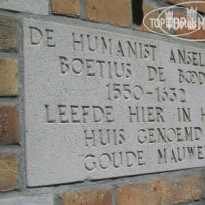 DE HUMANIST ANSEL
BOETIUS DE BOOD
1550-1632
LEEFDE HIER IN H
HUIS GENOEMD
GOUDE MAUWE